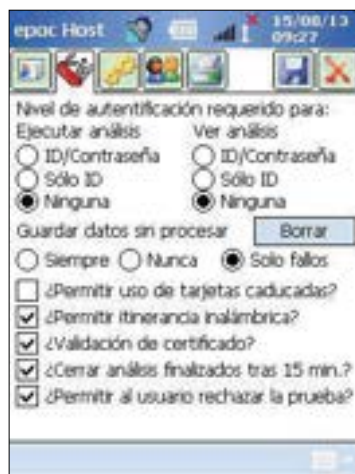 epoc Host 15/08/13
09:27
Nivel de autentificación requerido para:
Ejecutar análisis Ver análisis
ID/Contraseña ID/Contraseña
Sólo ID Sólo ID
Ninguna Ninguna
Guardar datos sin procesar Borrar
Siempre Nunca Solo fallos
¿Permitir uso de tarjetas caducadas?
¿Permitir itinerancia inalámbrica?
¿Validación de certificado?
¿Cerrar análisis finalizados tras 15 min.?
¿Permitir al usuario rechazar la prueba?